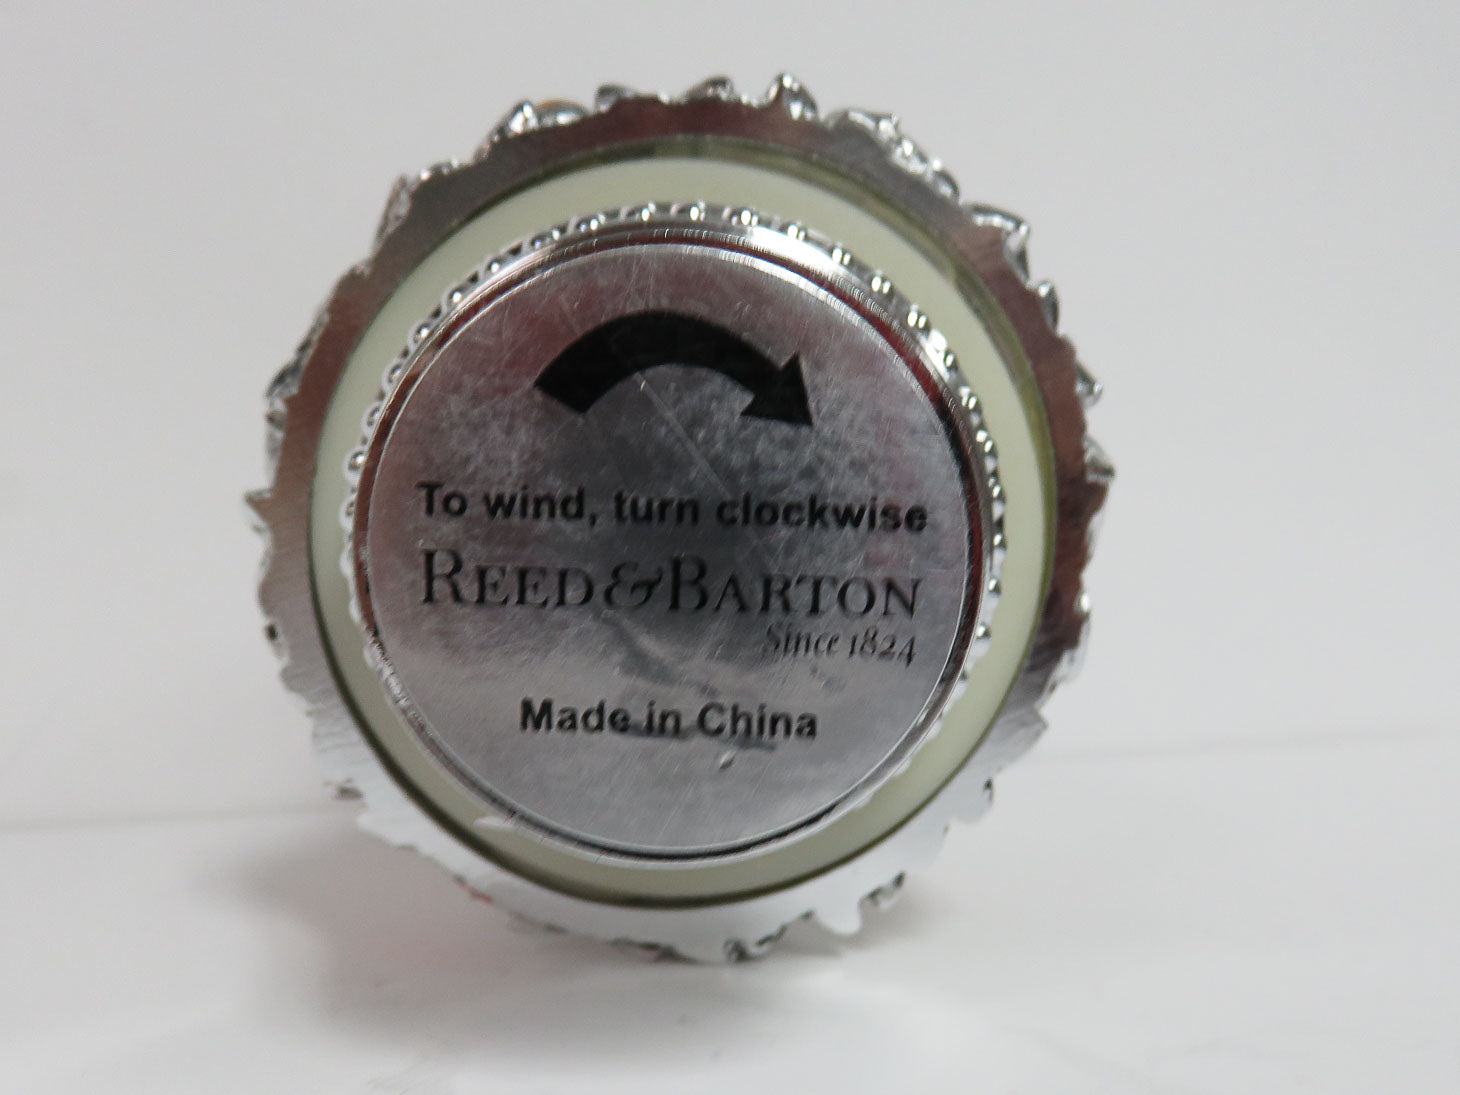 To wind, turn clockwise
REED & BARTON
Since 1824
Made in China